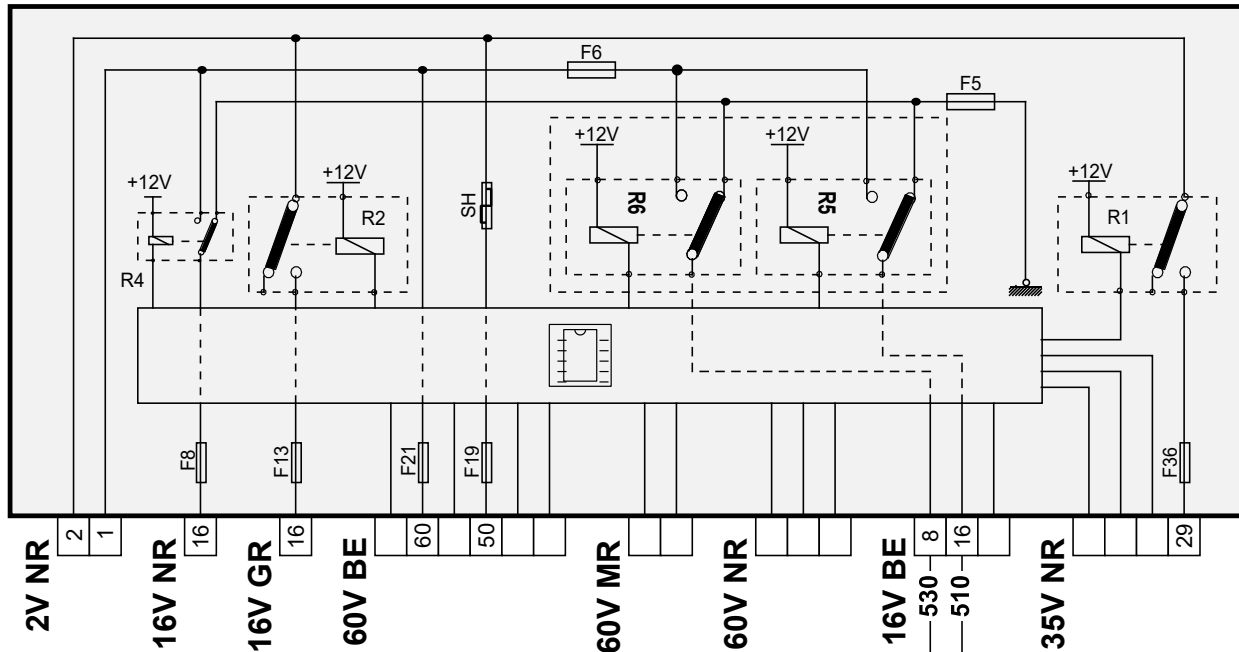 F6
F5
+12V
+12V
+12V
+12V
+12V
R4
R2
SH
R6
R5
R1
F8
F13
F21
F19
F36
2V NR
2
1
16V NR
16
16V GR
16
60V BE
60
50
60V MR
60V NR
16V BE
8
16
530
510
35V NR
29